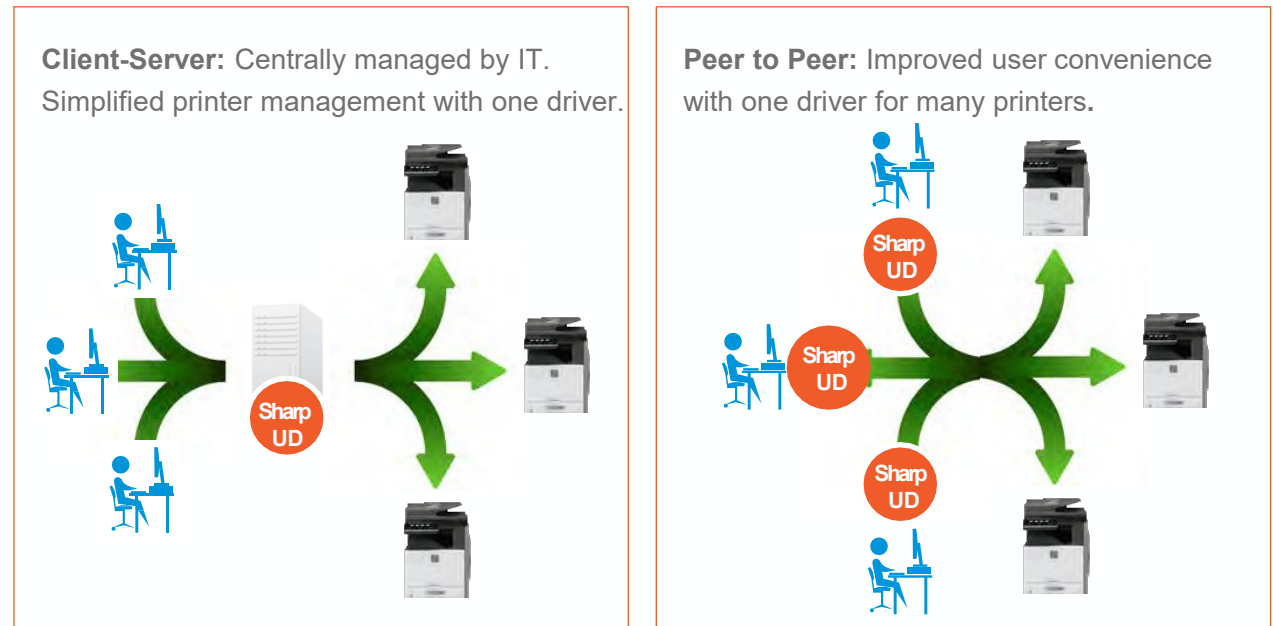 Client-Server: Centrally managed by IT.
Simplified printer management with one driver.
Sharp
UD
Peer to Peer: Improved user convenience
with one driver for many printers.
Sharp
UD
Sharp
UD
Sharp
UD